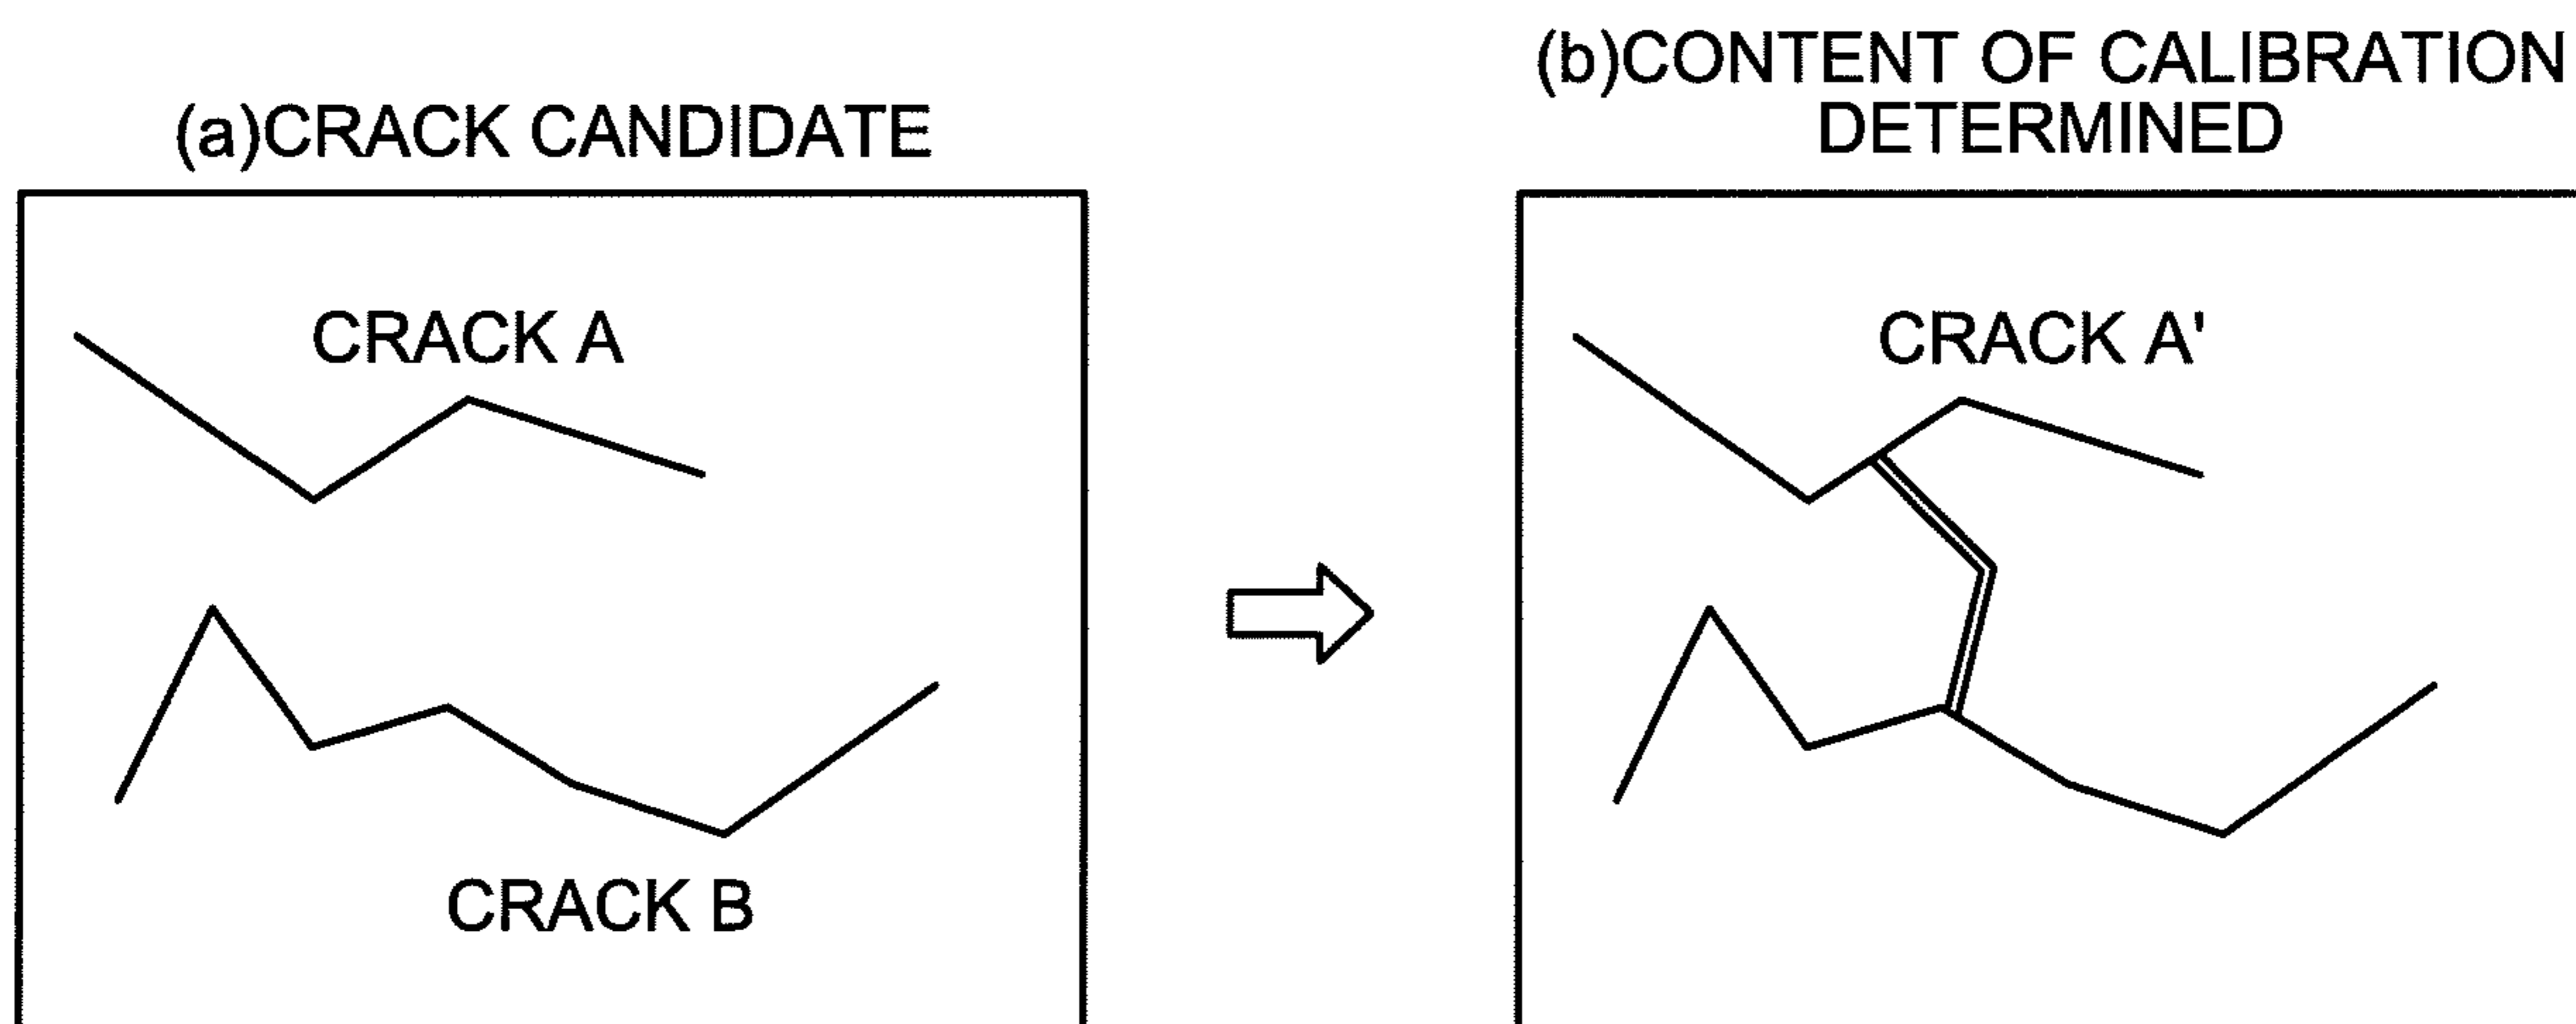 (a)CRACK CANDIDATE
CRACK A
CRACK B
(b)CONTENT OF CALIBRATION
DETERMINED
CRACK A'